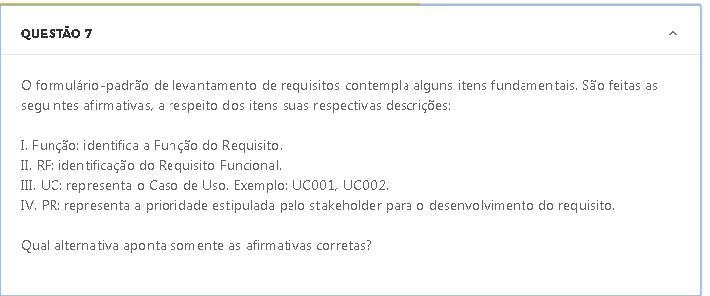 QUESTÃO 7
O formulário-padrão de levantamento de requisitos contempla alguns itens fundamentais. São feitas as
seguintes afirmativas, a respeito dos itens suas respectivas descrições:
I. Função: identifica a Função do Requisito.
II. RF: identificação do Requisito Funcional.
III. UC: representa o Caso de Uso. Exemplo: UC001, UC002.
IV. PR: representa a prioridade estipulada pelo stakeholder para o desenvolvimento do requisito.
Qual alternativa aponta somente as afirmativas corretas?